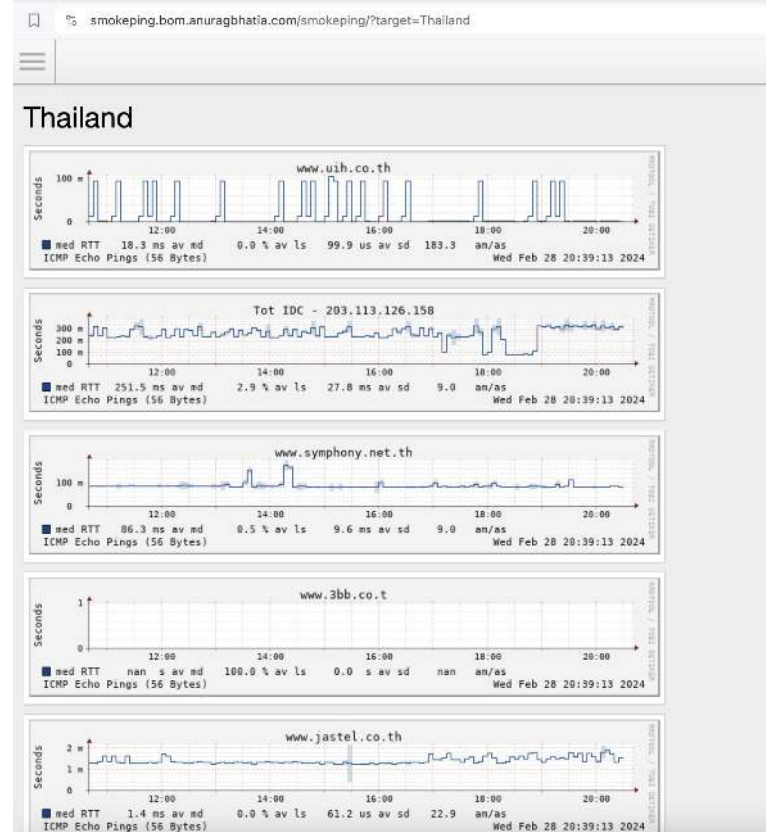 smokeping.bom.anuragbhatia.com/smokeping/?target=Thailand
Thailand
www.uih.co.th
Seconds
100 m
0
12:00 14:00 16:00 18:00 20:00
med RTT 18.3 ms av md 0.0 % av ls 99.9 us av sd 183.3 am/as
ICMP Echo Pings (56 Bytes) Wed Feb 28 20:39:13 2024
Tot IDC - 203.113.126.158
Seconds
300 m
200 m
100 m
0
12:00 14:00 16:00 18:00 20:00
med RTT 251.5 ms av md 2.9 % av ls 27.8 ms av sd 9.0 am/as
ICMP Echo Pings (56 Bytes) Wed Feb 28 20:39:13 2024
www.symphony.net.th
Seconds
100 m
0
12:00 14:00 16:00 18:00 20:00
med RTT 86.3 ms av md 0.5 % av ls 9.6 ms av sd 9.0 am/as
ICMP Echo Pings (56 Bytes) Wed Feb 28 20:39:13 2024
www.3bb.co.t
Seconds
1
0
12:00 14:00 16:00 18:00 20:00
med RTT nan s av md 100.0 % av ls 0.0 s av sd nan am/as
ICMP Echo Pings (56 Bytes) Wed Feb 28 20:39:13 2024
www.jastel.co.th
Seconds
2 m
1 m
0
12:00 14:00 16:00 18:00 20:00
med RTT 1.4 ms av md 0.0 % av ls 61.2 us av sd 22.9 am/as
ICMP Echo Pings (56 Bytes) Wed Feb 28 20:39:13 2024